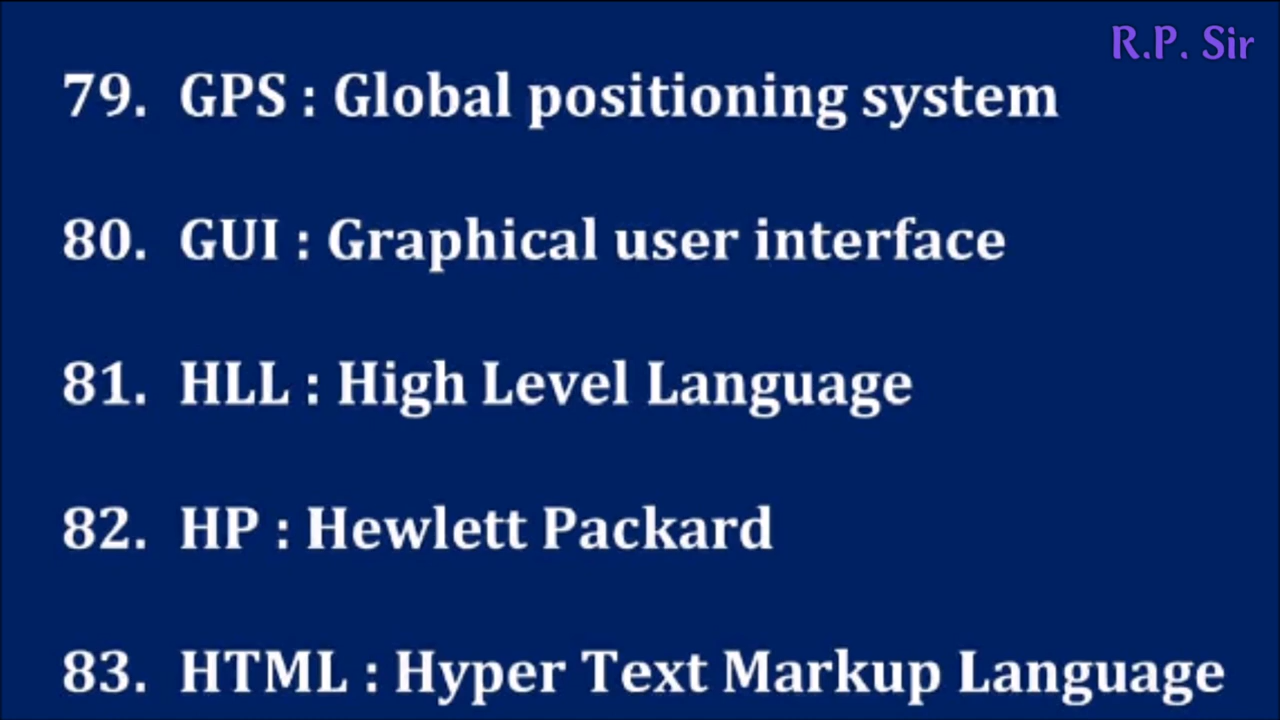 R.P. Sir
79. GPS : Global positioning system
80. GUI : Graphical user interface
81. HLL : High Level Language
82. HP : Hewlett Packard
83. HTML : Hyper Text Markup Language